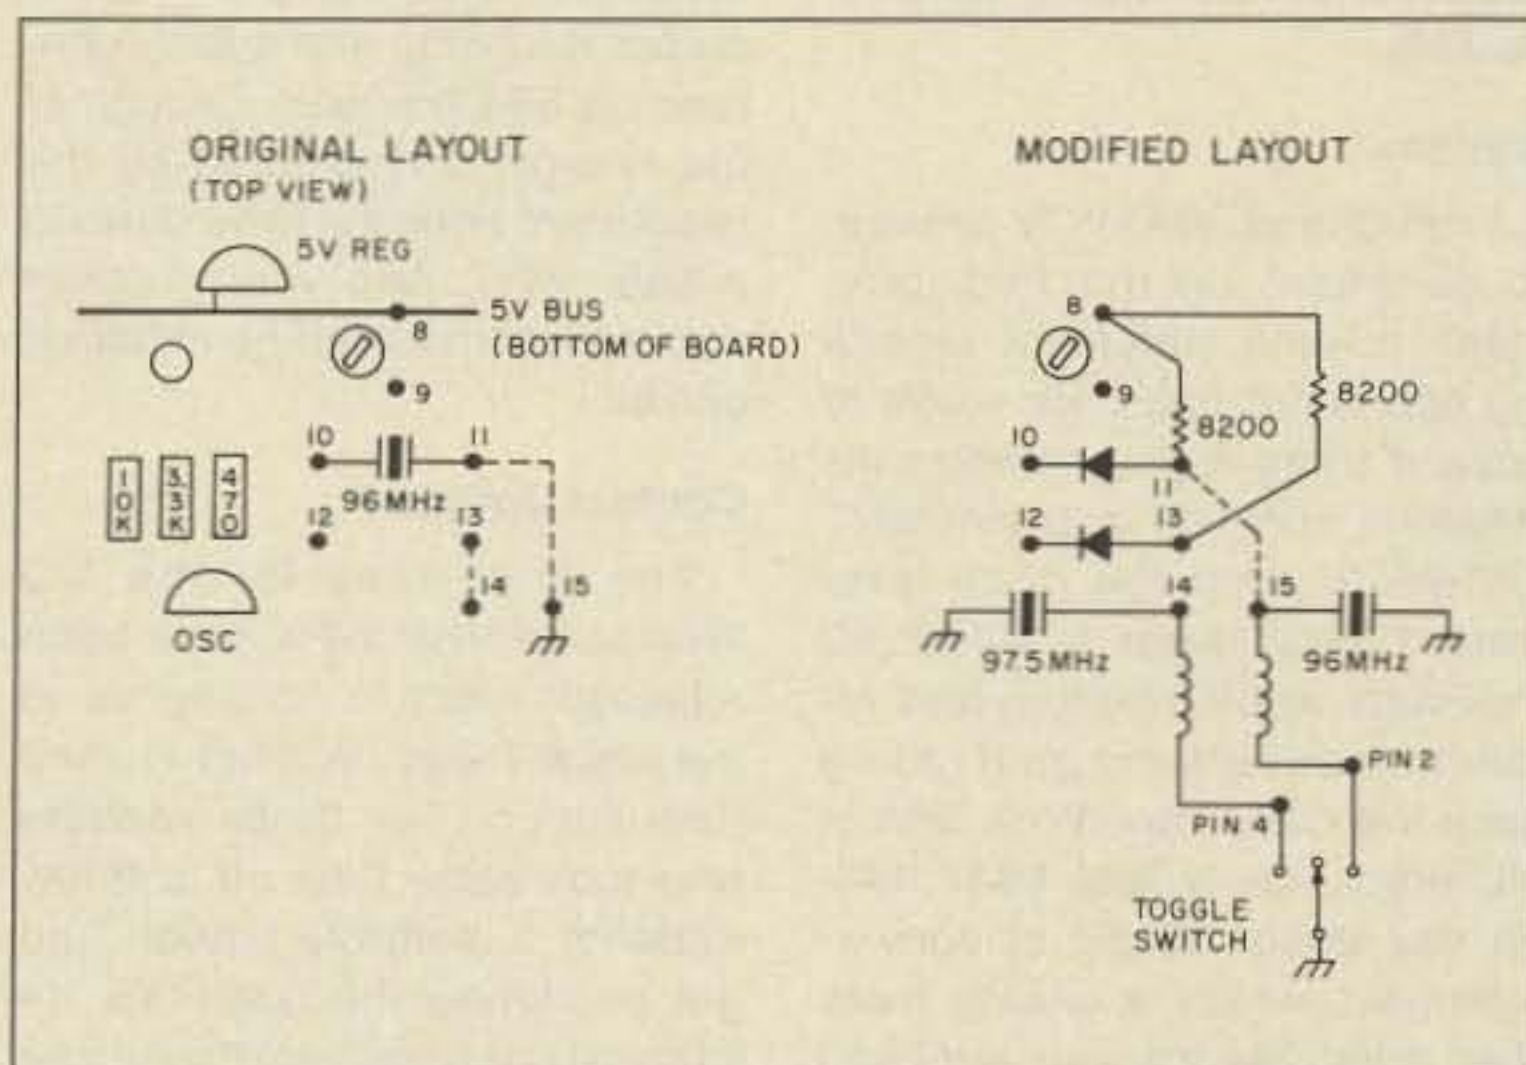 ORIGINAL LAYOUT
(TOP VIEW)
5V REG
5V BUS
(BOTTOM OF BOARD)
8
9
10
11
96MHz
12
13
14
15
10K
3.3K
470
OSC
MODIFIED LAYOUT
8
9
8200
8200
10
11
12
13
14
15
97.5MHz
96MHz
PIN 2
PIN 4
TOGGLE
SWITCH